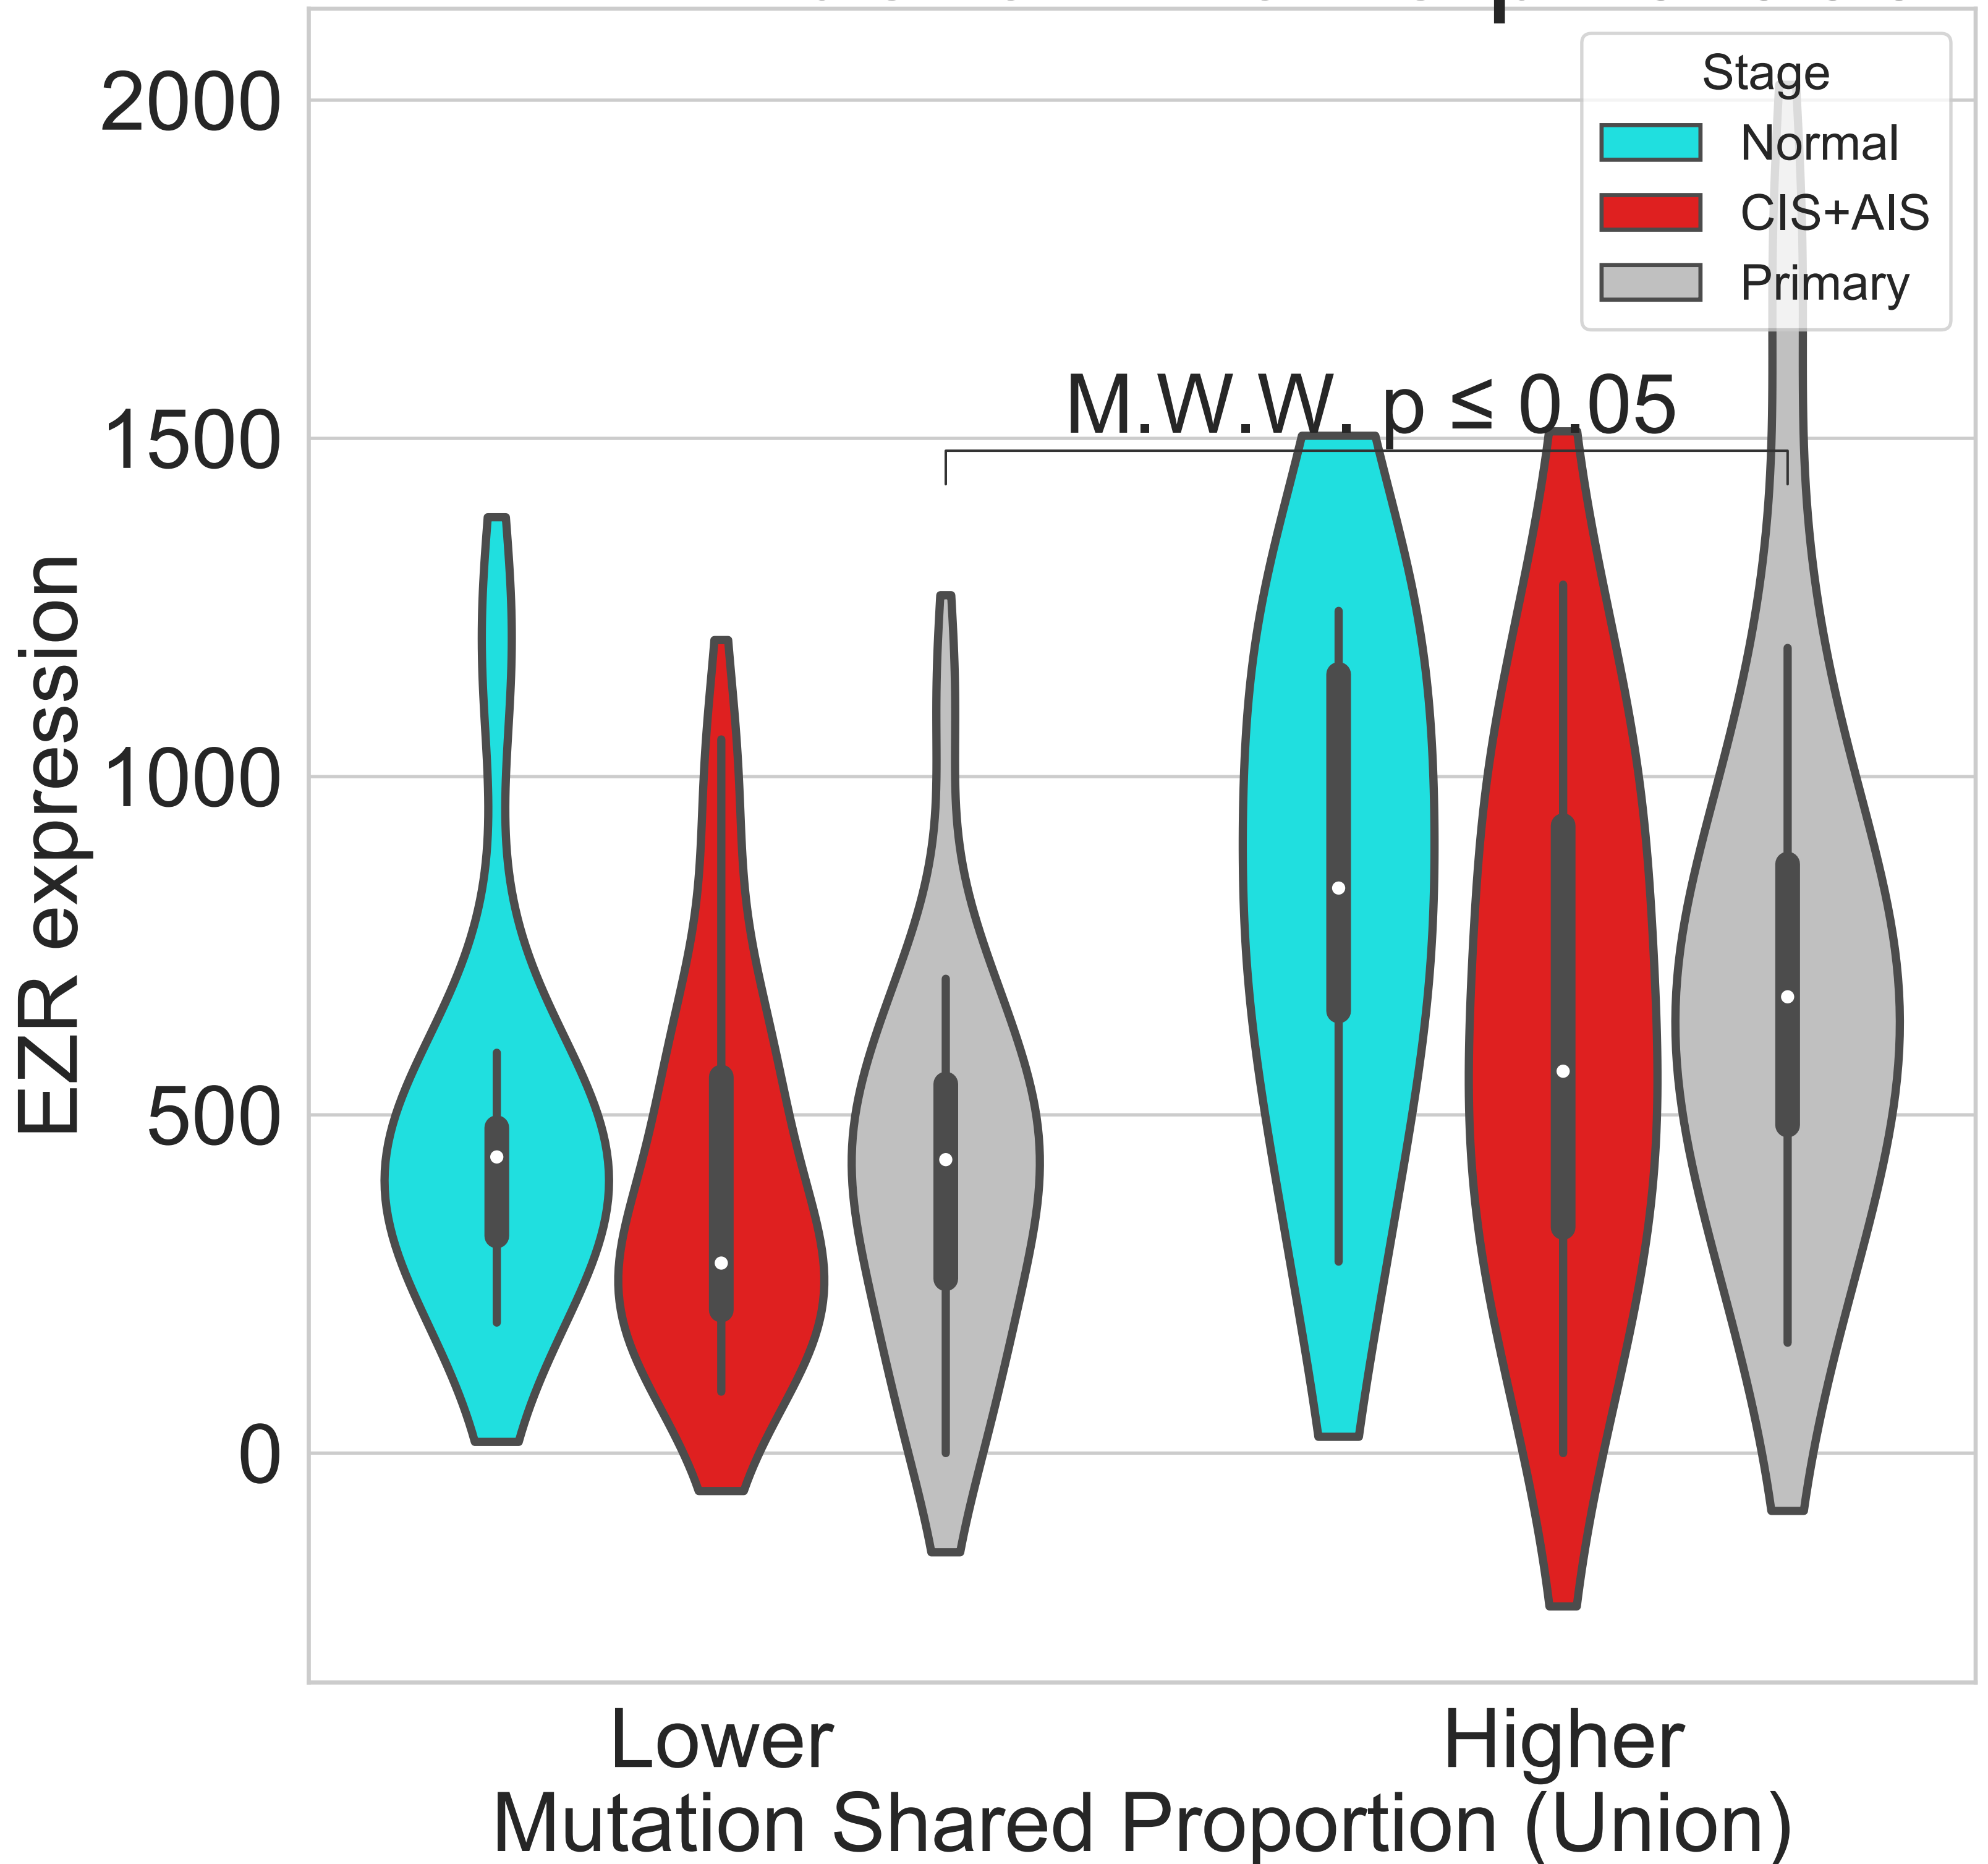 Stage
Normal
CIS+AIS
Primary
M.W.W. p ≤ 0.05
2000
1500
1000
500
0
EZR expression
Lower
Higher
Mutation Shared Proportion (Union)